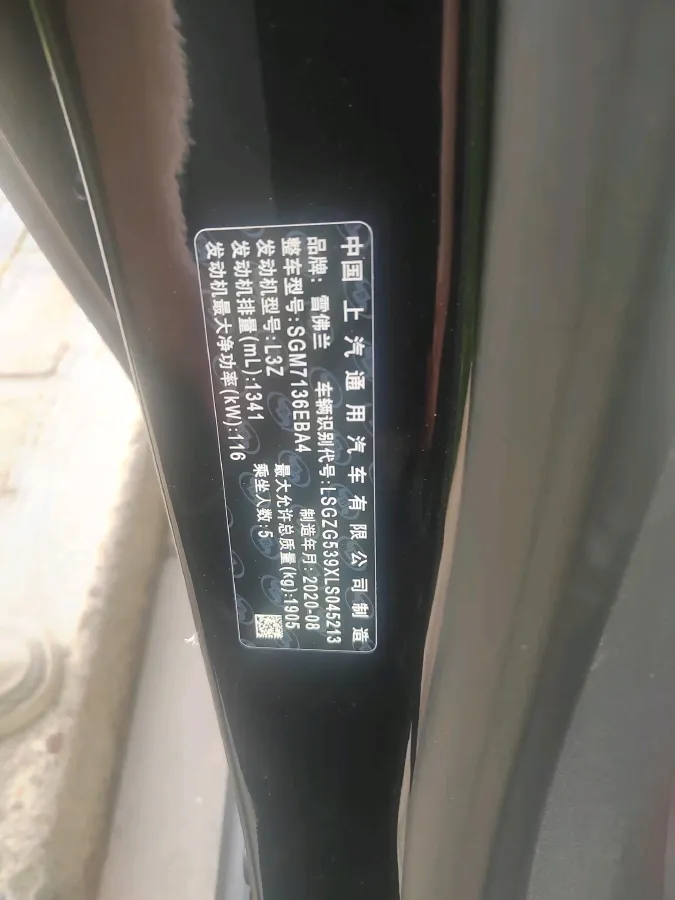 中国 上汽通用汽车有限公司制造
品牌: 雪佛兰 车辆识别代号:LSGZG539XLS045213
整车型号:SGM7136EBA4 制造年月:2020-08
发动机型号:L3Z 最大允许总质量(kg):1905
发动机排量(mL):1341 乘坐人数:5
发动机最大净功率(kW):116